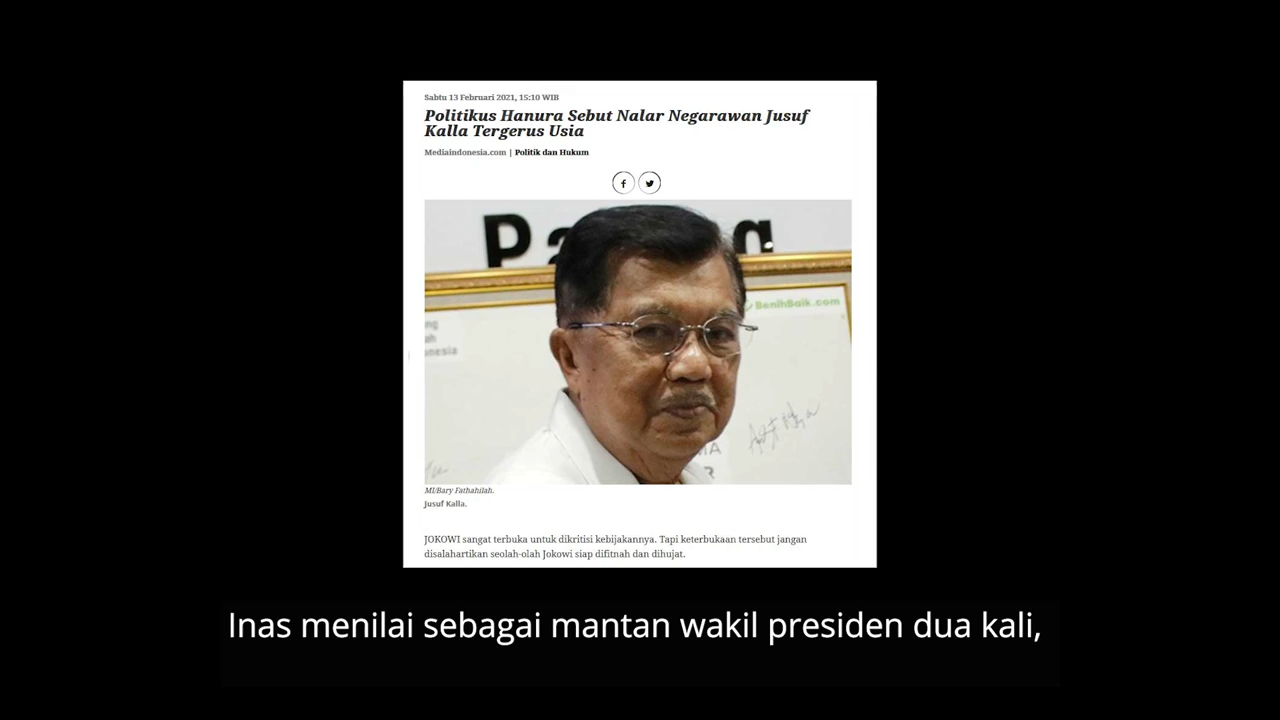 Sabtu 13 Februari 2021, 15:10 WIB
Politikus Hanura Sebut Nalar Negarawan Jusuf
Kalla Tergerus Usia
Mediaindonesia.com | Politik dan Hukum
BenihBaik.com
MI/Bary Fathahilah.
Jusuf Kalla.
JOKOWI sangat terbuka untuk dikritisi kebijakannya. Tapi keterbukaan tersebut jangan
disalahartikan seolah-olah Jokowi siap difitnah dan dihujat.
Inas menilai sebagai mantan wakil presiden dua kali,